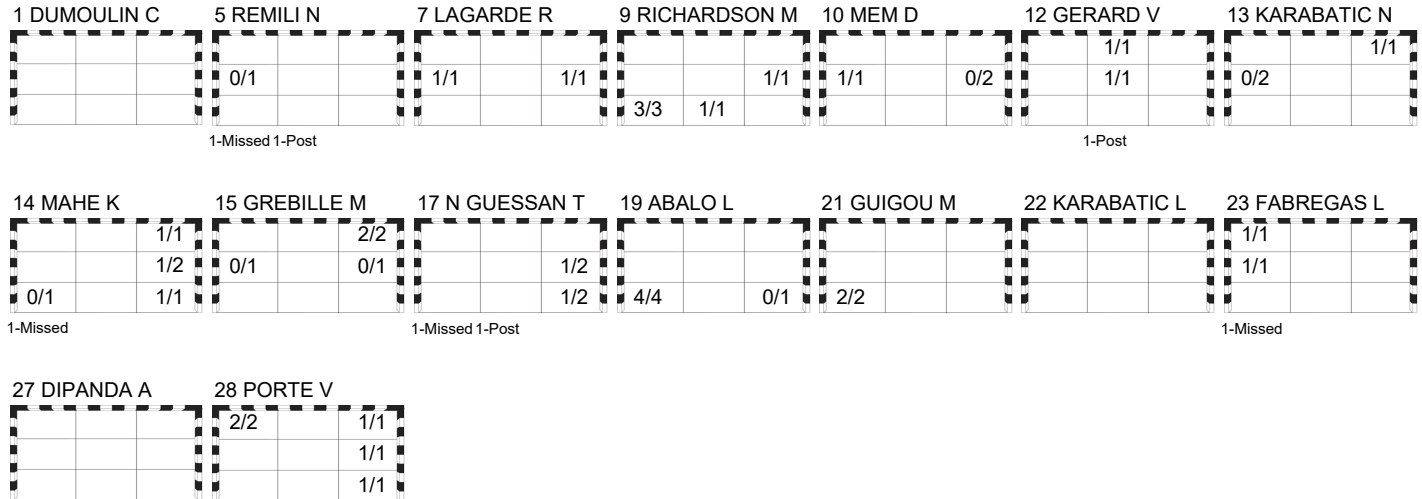 1 DUMOULIN C 5 REMILI N 7 LAGARDE R 9 RICHARDSON M 10 MEM D 12 GERARD V 13 KARABATIC N
1/1 1/1
0/1 1/1 1/1 1/1 1/1 0/2 1/1 0/2
3/3 1/1
1-Missed 1-Post 1-Post
14 MAHE K 15 GREBILLE M 17 N GUESSAN T 19 ABALO L 21 GUIGOU M 22 KARABATIC L 23 FABREGAS L
1/1 2/2 1/1
1/2 0/1 0/1 1/2 1/1
0/1 1/1 1/2 4/4 0/1 2/2
1-Missed 1-Missed 1-Post 1-Missed
27 DIPANDA A 28 PORTE V
2/2 1/1
1/1
1/1